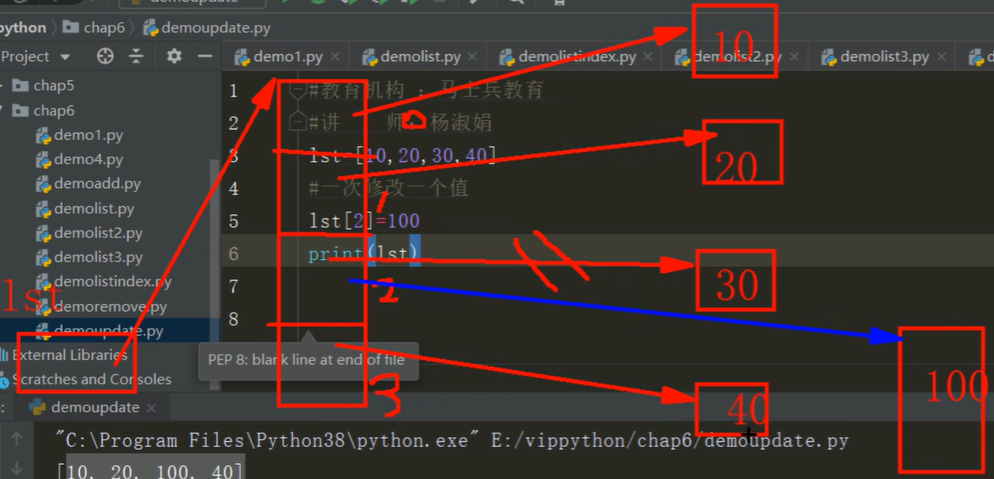 python chap6 demoupdate.py
Project
demo1.py demolist.py demolistindex.py demolist2.py demolist3.py
chap5
chap6
demo1.py
demo4.py
demoadd.py
demolist.py
demolist2.py
demolist3.py
demolistindex.py
demoremove.py
demoupdate.py
External Libraries
Scratches and Consoles
lst
1 #教育机构 ：马士兵教育
2 #讲 师：杨淑娟
3 lst=[10,20,30,40]
4 #一次修改一个值
5 lst[2]=100
6 print(lst)
7
8
PEP 8: blank line at end of file
0
1
2
3
10
20
30
40
100
demoupdate
"C:\Program Files\Python38\python.exe" E:/vippython/chap6/demoupdate.py
[10, 20, 100, 40]